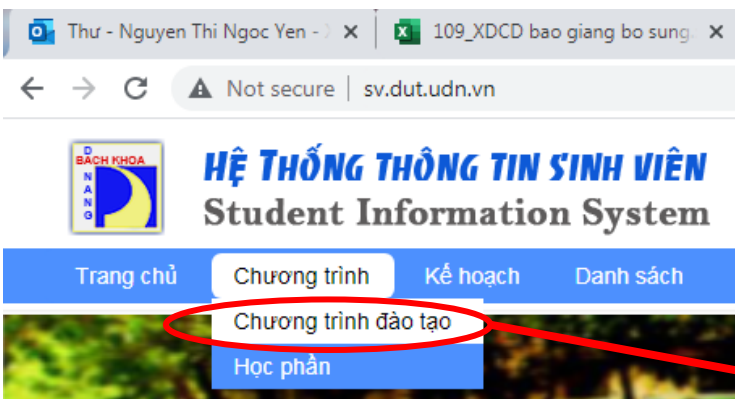 Thư - Nguyen Thi Ngoc Yen -
109_XDCD bao giang bo sung.
Not secure | sv.dut.udn.vn
BÁCH KHOA
DANANG
HỆ THỐNG THÔNG TIN SINH VIÊN
Student Information System
Trang chủ Chương trình Kế hoạch Danh sách
Chương trình đào tạo
Học phần